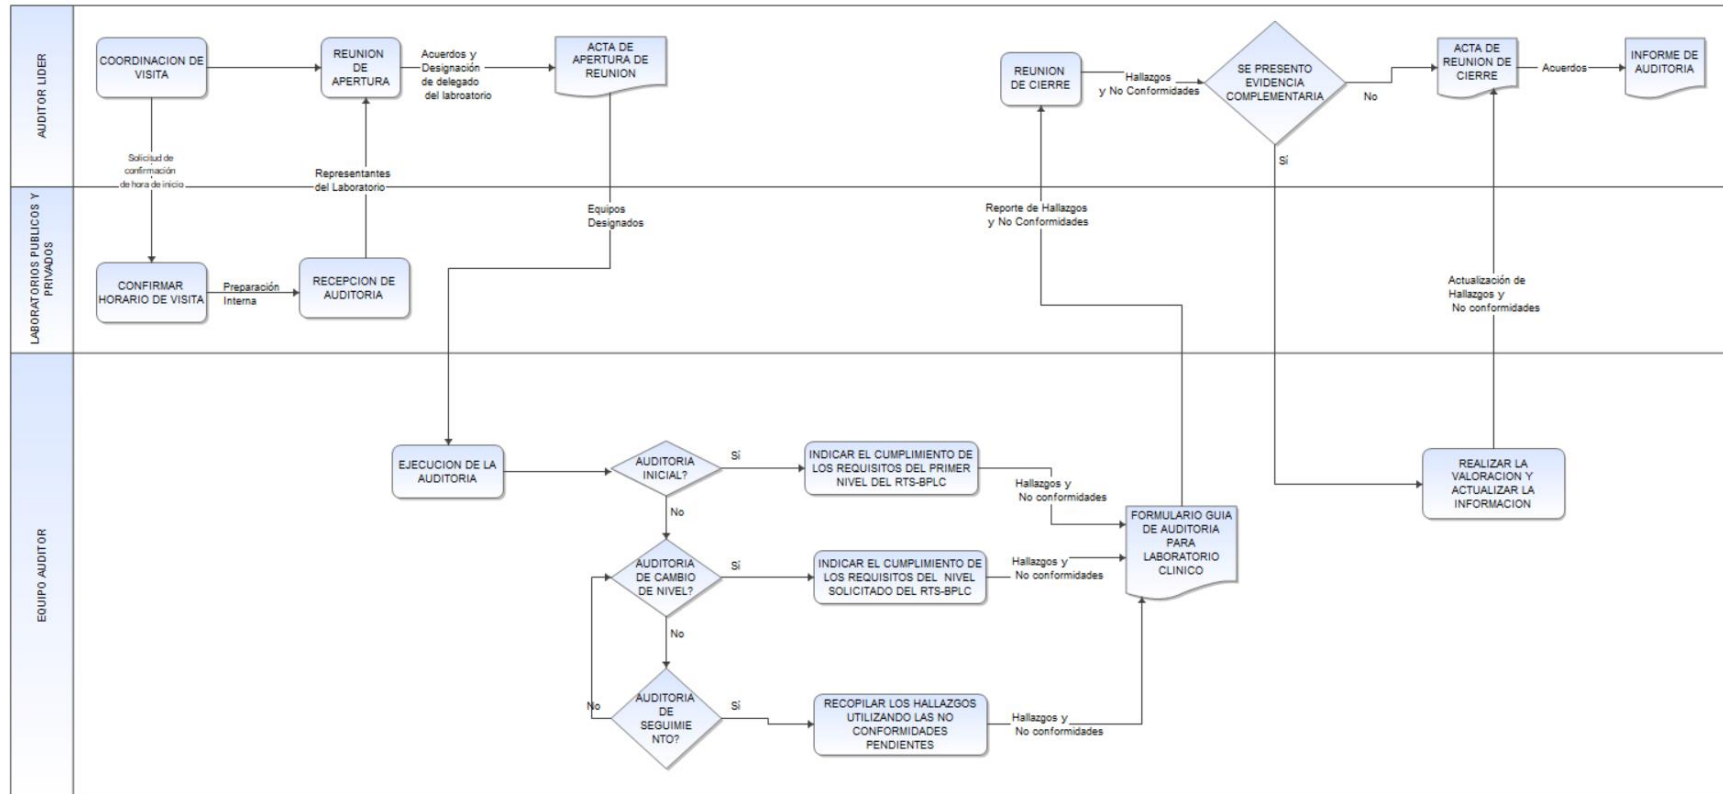 AUDITOR LIDER
COORDINACION DE
VISITA
REUNION
DE
APERTURA
Acuerdos y
Designación
de delegado
del labroatorio
ACTA DE
APERTURA DE
REUNION
REUNION
DE CIERRE
Hallazgos
y No Conformidades
SE PRESENTO
EVIDENCIA
COMPLEMENTARIA
No
Sí
ACTA DE
REUNION DE
CIERRE
Acuerdos
INFORME DE
AUDITORIA
Solicitud de
confirmación
de hora de inicio
Representantes
del Laboratorio
LABORATORIOS PUBLICOS Y
PRIVADOS
Equipos
Designados
Reporte de Hallazgos
y No Conformidades
CONFIRMAR
HORARIO DE VISITA
Preparación
Interna
RECEPCION DE
AUDITORIA
Actualización de
Hallazgos y
No conformidades
EQUIPO AUDITOR
EJECUCION DE LA
AUDITORIA
AUDITORIA
INICIAL?
Sí
No
INDICAR EL CUMPLIMIENTO DE
LOS REQUISITOS DEL PRIMER
NIVEL DEL RTS-BPLC
Hallazgos y
No conformidades
FORMULARIO GUIA
DE AUDITORIA
PARA
LABORATORIO
CLINICO
REALIZAR LA
VALORACION Y
ACTUALIZAR LA
INFORMACION
AUDITORIA
DE CAMBIO
DE NIVEL?
Sí
No
INDICAR EL CUMPLIMIENTO DE
LOS REQUISITOS DEL NIVEL
SOLICITADO DEL RTS-BPLC
Hallazgos y
No conformidades
AUDITORIA
DE
SEGUIMIE
NTO?
No
Sí
RECOPILAR LOS HALLAZGOS
UTILIZANDO LAS NO
CONFORMIDADES
PENDIENTES
Hallazgos y
No conformidades